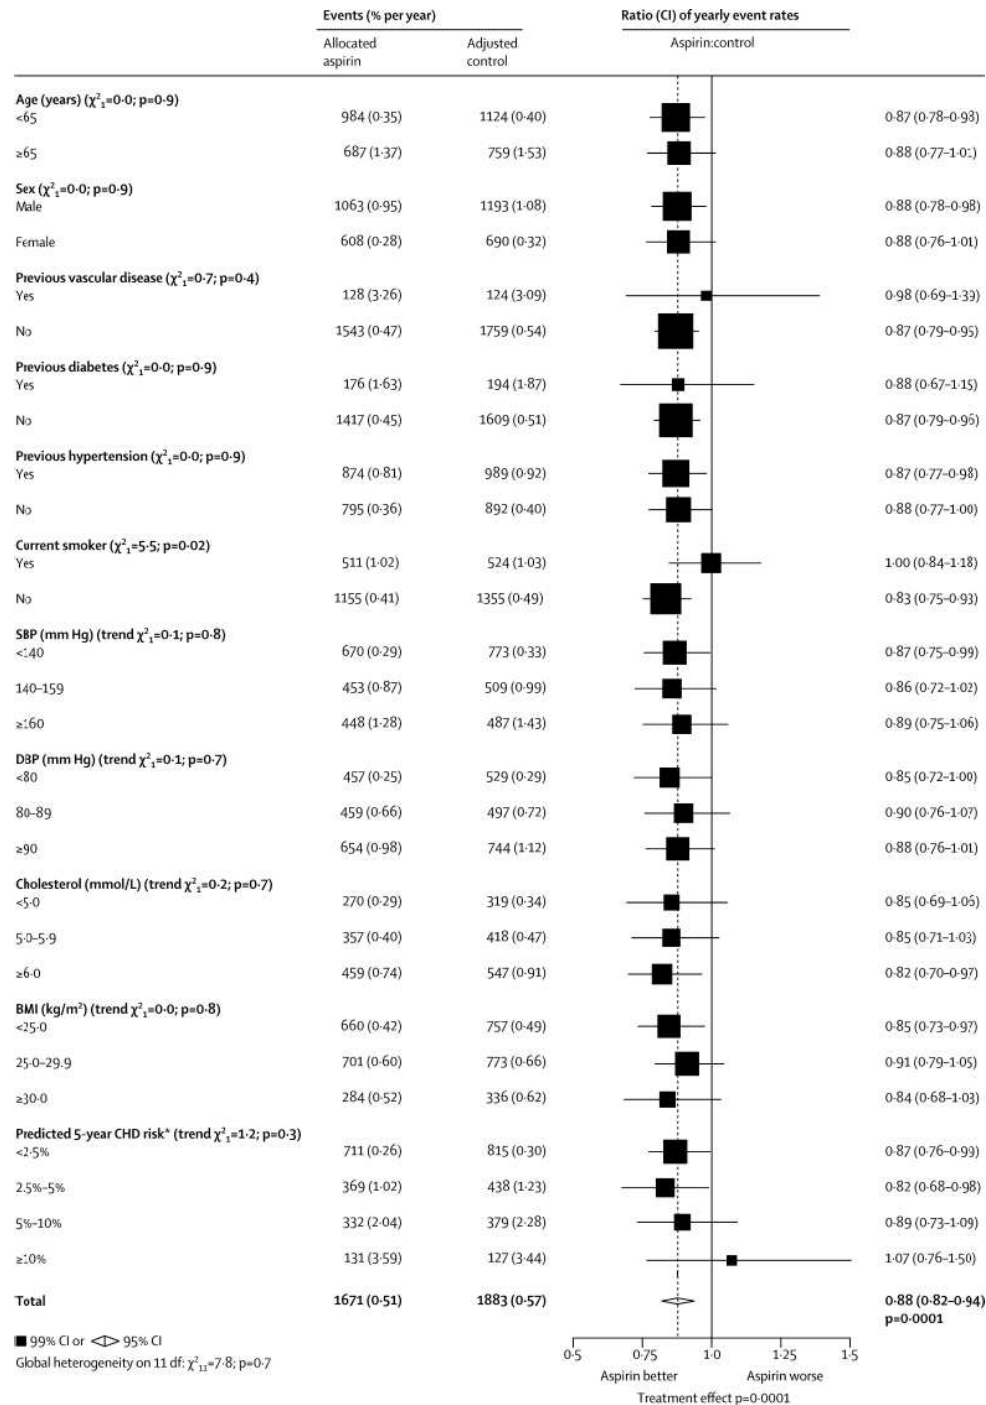 Events (% per year) Ratio (CI) of yearly event rates
Allocated aspirin Adjusted control Aspirin:control
Age (years) (χ²₁=0·0; p=0·9)
<65 984 (0·35) 1124 (0·40) 0·87 (0·78–0·98)
≥65 687 (1·37) 759 (1·53) 0·88 (0·77–1·01)
Sex (χ²₁=0·0; p=0·9)
Male 1063 (0·95) 1193 (1·08) 0·88 (0·78–0·98)
Female 608 (0·28) 690 (0·32) 0·88 (0·76–1·01)
Previous vascular disease (χ²₁=0·7; p=0·4)
Yes 128 (3·26) 124 (3·09) 0·98 (0·69–1·39)
No 1543 (0·47) 1759 (0·54) 0·87 (0·79–0·95)
Previous diabetes (χ²₁=0·0; p=0·9)
Yes 176 (1·63) 194 (1·87) 0·88 (0·67–1·15)
No 1417 (0·45) 1609 (0·51) 0·87 (0·79–0·96)
Previous hypertension (χ²₁=0·0; p=0·9)
Yes 874 (0·81) 989 (0·92) 0·87 (0·77–0·98)
No 795 (0·36) 892 (0·40) 0·88 (0·77–1·00)
Current smoker (χ²₁=5·5; p=0·02)
Yes 511 (1·02) 524 (1·03) 1·00 (0·84–1·18)
No 1155 (0·41) 1355 (0·49) 0·83 (0·75–0·93)
SBP (mm Hg) (trend χ²₁=0·1; p=0·8)
<140 670 (0·29) 773 (0·33) 0·87 (0·75–0·99)
140–159 453 (0·87) 509 (0·99) 0·86 (0·72–1·02)
≥160 448 (1·28) 487 (1·43) 0·89 (0·75–1·06)
DBP (mm Hg) (trend χ²₁=0·1; p=0·7)
<80 457 (0·25) 529 (0·29) 0·85 (0·72–1·00)
80–89 459 (0·66) 497 (0·72) 0·90 (0·76–1·07)
≥90 654 (0·98) 744 (1·12) 0·88 (0·76–1·01)
Cholesterol (mmol/L) (trend χ²₁=0·2; p=0·7)
<5·0 270 (0·29) 319 (0·34) 0·85 (0·69–1·06)
5·0–5·9 357 (0·40) 418 (0·47) 0·85 (0·71–1·03)
≥6·0 459 (0·74) 547 (0·91) 0·82 (0·70–0·97)
BMI (kg/m²) (trend χ²₁=0·0; p=0·8)
<25·0 660 (0·42) 757 (0·49) 0·85 (0·73–0·97)
25·0–29.9 701 (0·60) 773 (0·66) 0·91 (0·79–1·05)
≥30·0 284 (0·52) 336 (0·62) 0·84 (0·68–1·03)
Predicted 5-year CHD risk* (trend χ²₁=1·2; p=0·3)
<2·5% 711 (0·26) 815 (0·30) 0·87 (0·76–0·99)
2.5%–5% 369 (1·02) 438 (1·23) 0·82 (0·68–0·98)
5%–10% 332 (2·04) 379 (2·28) 0·89 (0·73–1·09)
≥10% 131 (3·59) 127 (3·44) 1·07 (0·76–1·50)
Total 1671 (0·51) 1883 (0·57) 0·88 (0·82–0·94)
p=0·0001
99% CI or 95% CI
Global heterogeneity on 11 df: χ²₁₁=7·8; p=0·7
0·5 0·75 1·0 1·25 1·5
Aspirin better Aspirin worse
Treatment effect p=0·0001